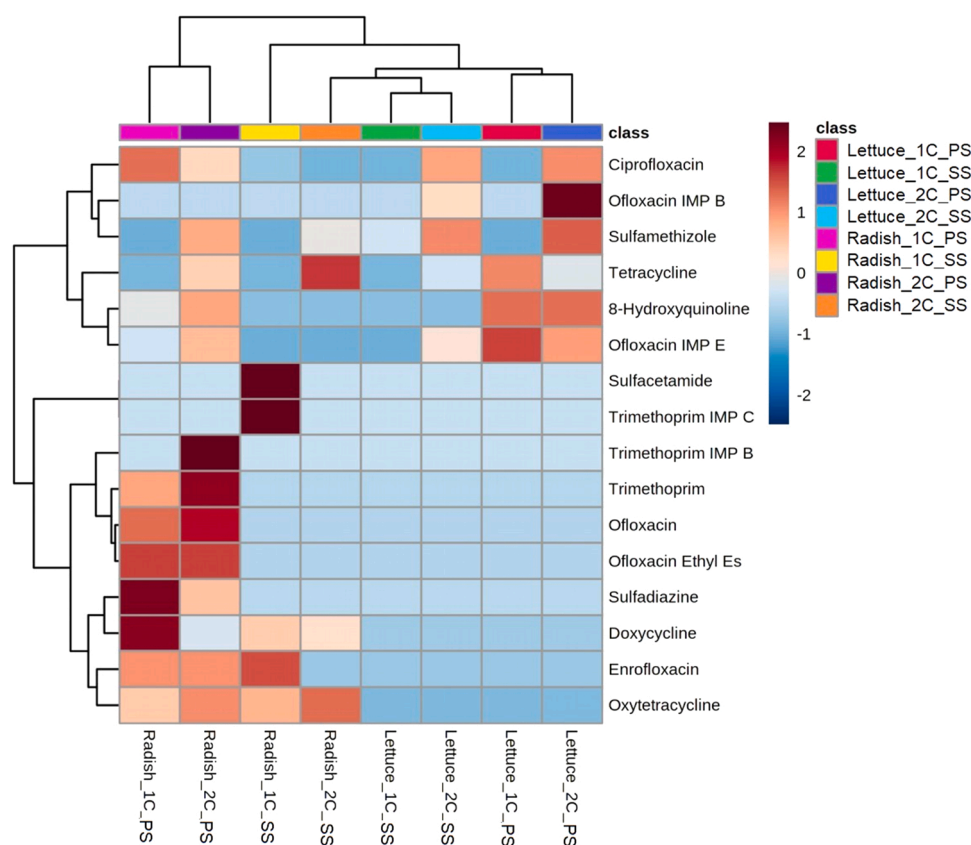 class
Ciprofloxacin
Ofloxacin IMP B
Sulfamethizole
Tetracycline
8-Hydroxyquinoline
Ofloxacin IMP E
Sulfacetamide
Trimethoprim IMP C
Trimethoprim IMP B
Trimethoprim
Ofloxacin
Ofloxacin Ethyl Es
Sulfadiazine
Doxycycline
Enrofloxacin
Oxytetracycline
Radish_1C_PS
Radish_2C_PS
Radish_1C_SS
Radish_2C_SS
Lettuce_1C_SS
Lettuce_2C_SS
Lettuce_1C_PS
Lettuce_2C_PS
2
1
0
-1
-2
class
Lettuce_1C_PS
Lettuce_1C_SS
Lettuce_2C_PS
Lettuce_2C_SS
Radish_1C_PS
Radish_1C_SS
Radish_2C_PS
Radish_2C_SS